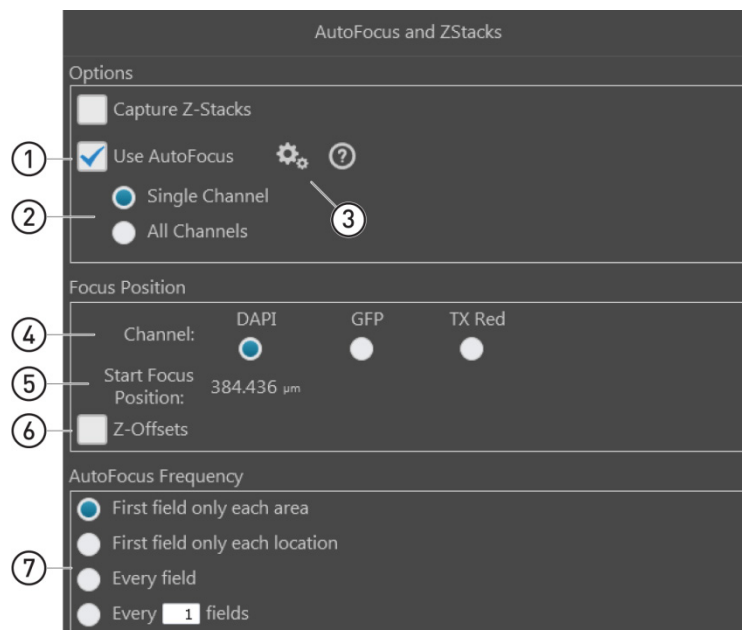 AutoFocus and ZStacks
Options
Capture Z-Stacks
1 Use AutoFocus ?
2 Single Channel
3
All Channels
Focus Position
DAPI GFP TX Red
4 Channel:
5 Start Focus
Position: 384.436 µm
6 Z-Offsets
AutoFocus Frequency
First field only each area
First field only each location
7 Every field
Every 1 fields